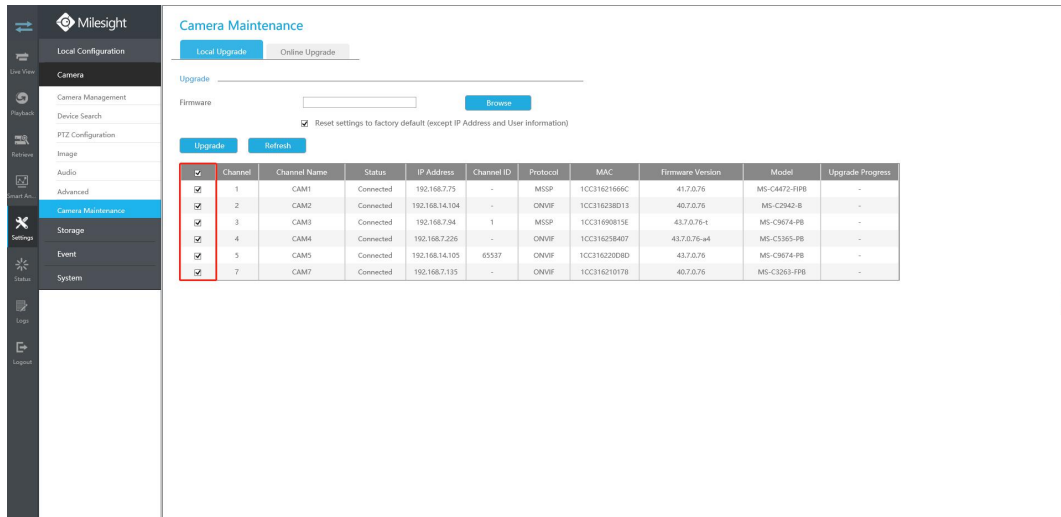 Milesight
Live View
Playback
Retrieve
Smart An...
Settings
Status
Logs
Logout
Local Configuration
Camera
Camera Management
Device Search
PTZ Configuration
Image
Audio
Advanced
Camera Maintenance
Storage
Event
System
Camera Maintenance
Local Upgrade Online Upgrade
Upgrade
Firmware Browse
Reset settings to factory default (except IP Address and User information)
Upgrade Refresh
Channel Channel Name Status IP Address Channel ID Protocol MAC Firmware Version Model Upgrade Progress
1 CAM1 Connected 192.168.7.75 - MSSP 1CC31621666C 41.7.0.76 MS-C4472-FIPB -
2 CAM2 Connected 192.168.14.104 - ONVIF 1CC316238D13 40.7.0.76 MS-C2942-B -
3 CAM3 Connected 192.168.7.94 1 MSSP 1CC31690815E 43.7.0.76-t MS-C9674-PB -
4 CAM4 Connected 192.168.7.226 - ONVIF 1CC316258407 43.7.0.76-a4 MS-C5365-PB -
5 CAM5 Connected 192.168.14.105 65537 ONVIF 1CC316220D8D 43.7.0.76 MS-C9674-PB -
7 CAM7 Connected 192.168.7.135 - ONVIF 1CC316210178 40.7.0.76 MS-C3263-FPB -